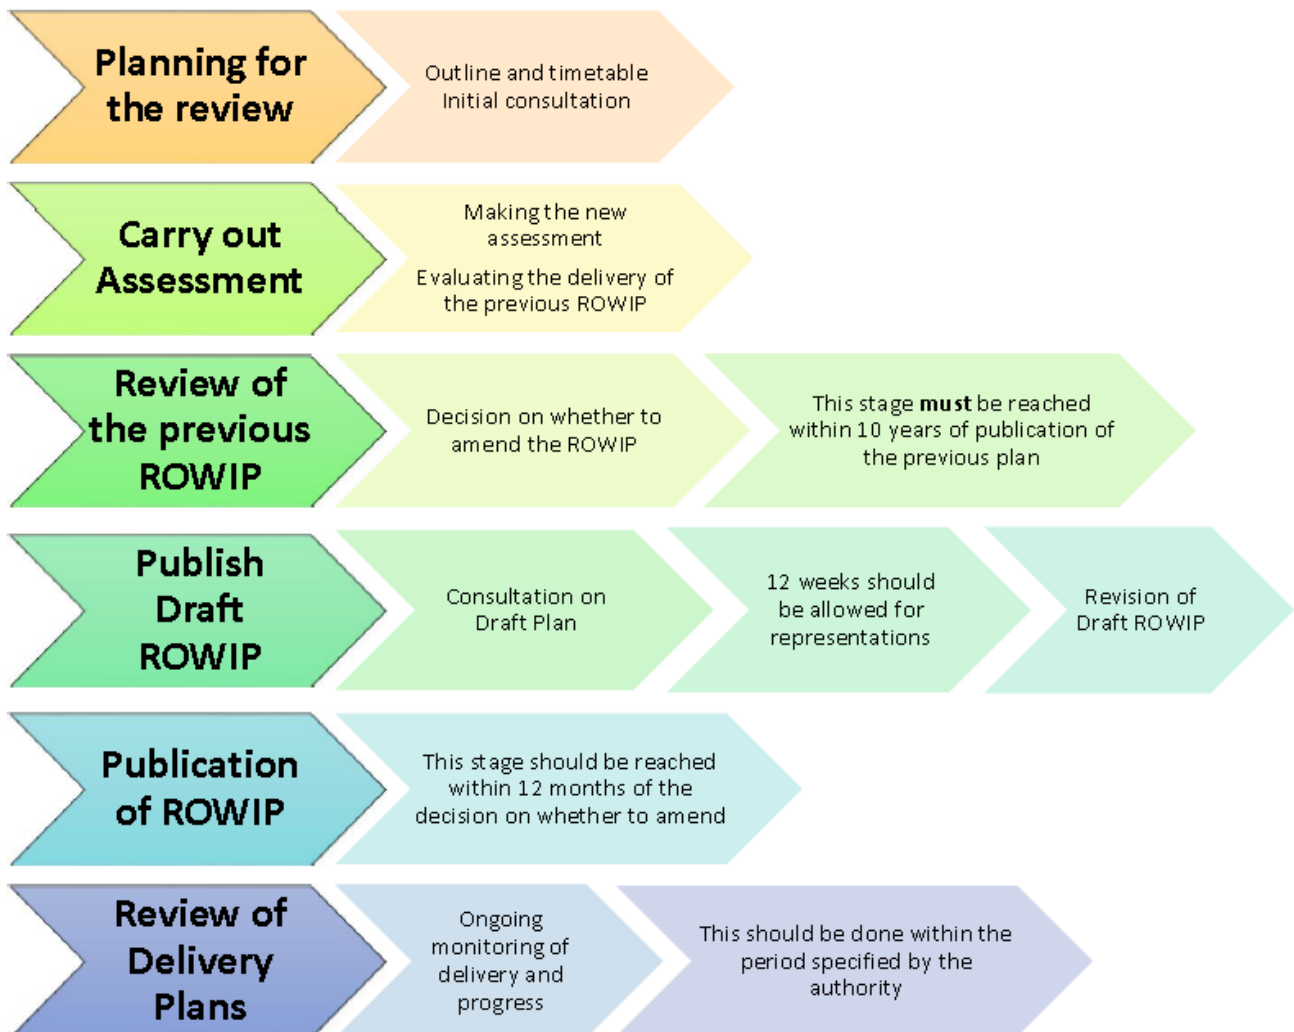 Planning for
the review
Outline and timetable
Initial consultation
Carry out
Assessment
Making the new
assessment
Evaluating the delivery of
the previous ROWIP
Review of
the previous
ROWIP
Decision on whether to
amend the ROWIP
This stage must be reached
within 10 years of publication of
the previous plan
Publish
Draft
ROWIP
Consultation on
Draft Plan
12 weeks should
be allowed for
representations
Revision of
Draft ROWIP
Publication
of ROWIP
This stage should be reached
within 12 months of the
decision on whether to amend
Review of
Delivery
Plans
Ongoing
monitoring of
delivery and
progress
This should be done within the
period specified by the
authority